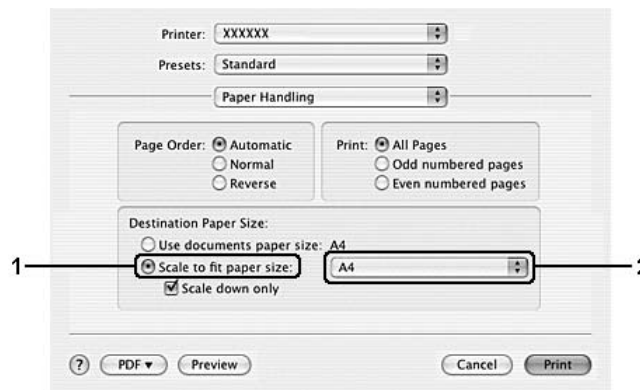 Printer: XXXXXX
Presets: Standard
Paper Handling
Page Order: Automatic Print: All Pages
Normal Odd numbered pages
Reverse Even numbered pages
Destination Paper Size:
Use documents paper size: A4
1 Scale to fit paper size: A4 2
Scale down only
? PDF ▼ Preview Cancel Print